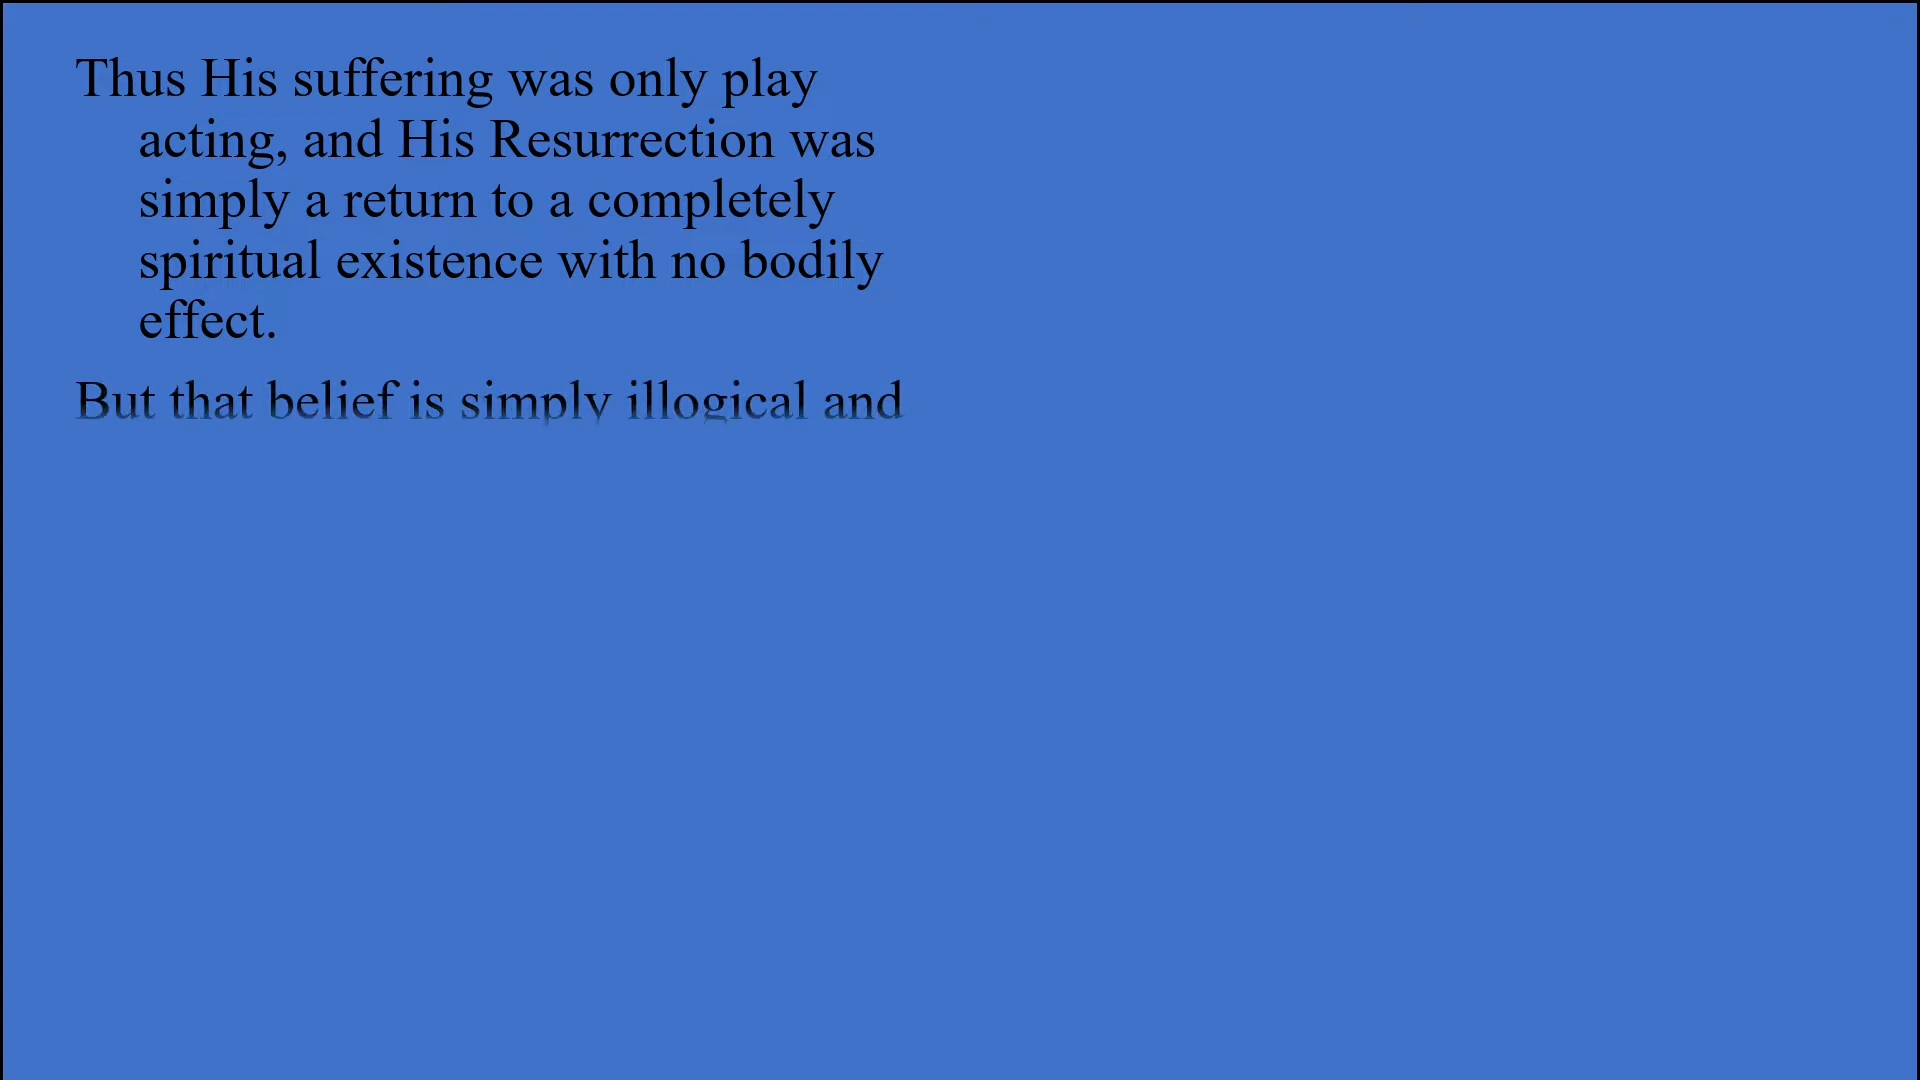 Thus His suffering was only play
acting, and His Resurrection was
simply a return to a completely
spiritual existence with no bodily
effect.
But that belief is simply illogical and